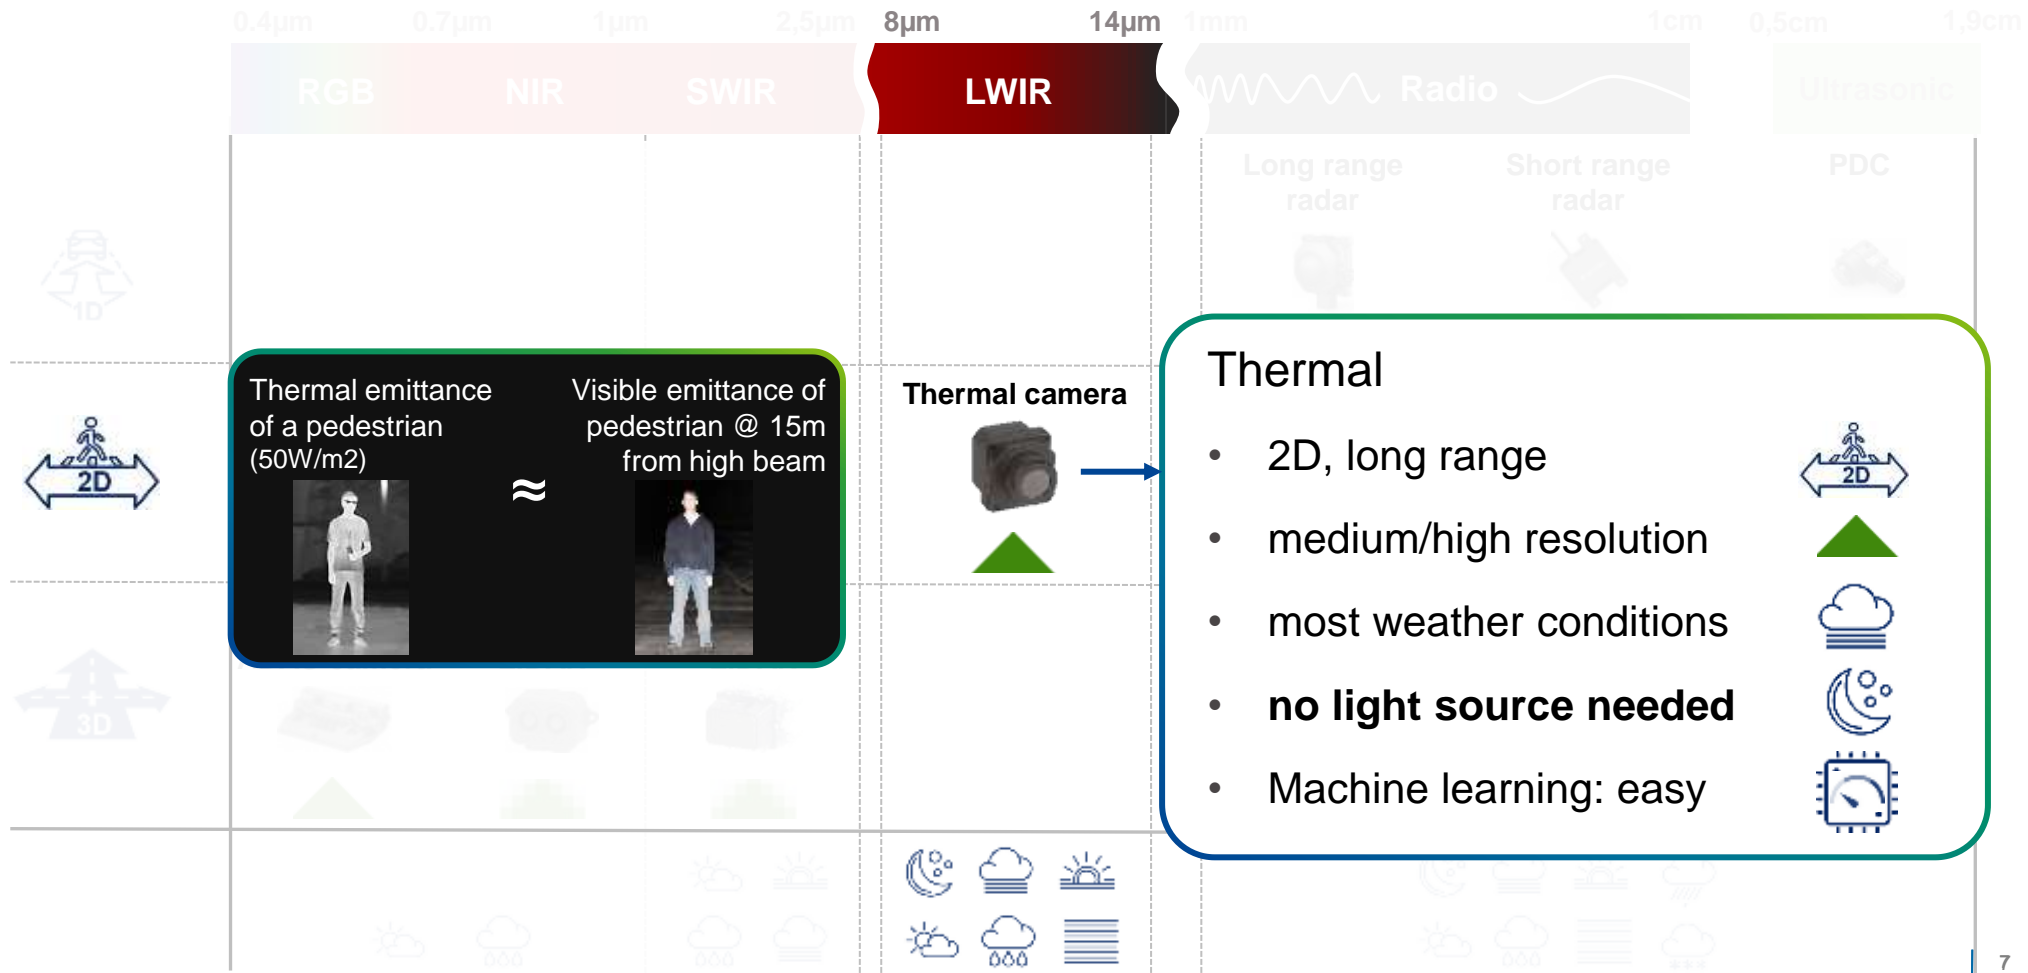 0.4µm 0.7µm 1µm 2,5µm 8µm 14µm 1mm 1cm 0,5cm 1,9cm
RGB NIR SWIR LWIR Radio Ultrasonic
Long range
radar
Short range
radar
PDC
1D
Thermal emittance
of a pedestrian
(50W/m2)
≈
Visible emittance of
pedestrian @ 15m
from high beam
2D
Thermal camera
Thermal
• 2D, long range
2D
• medium/high resolution
• most weather conditions
• no light source needed
• Machine learning: easy
3D
7